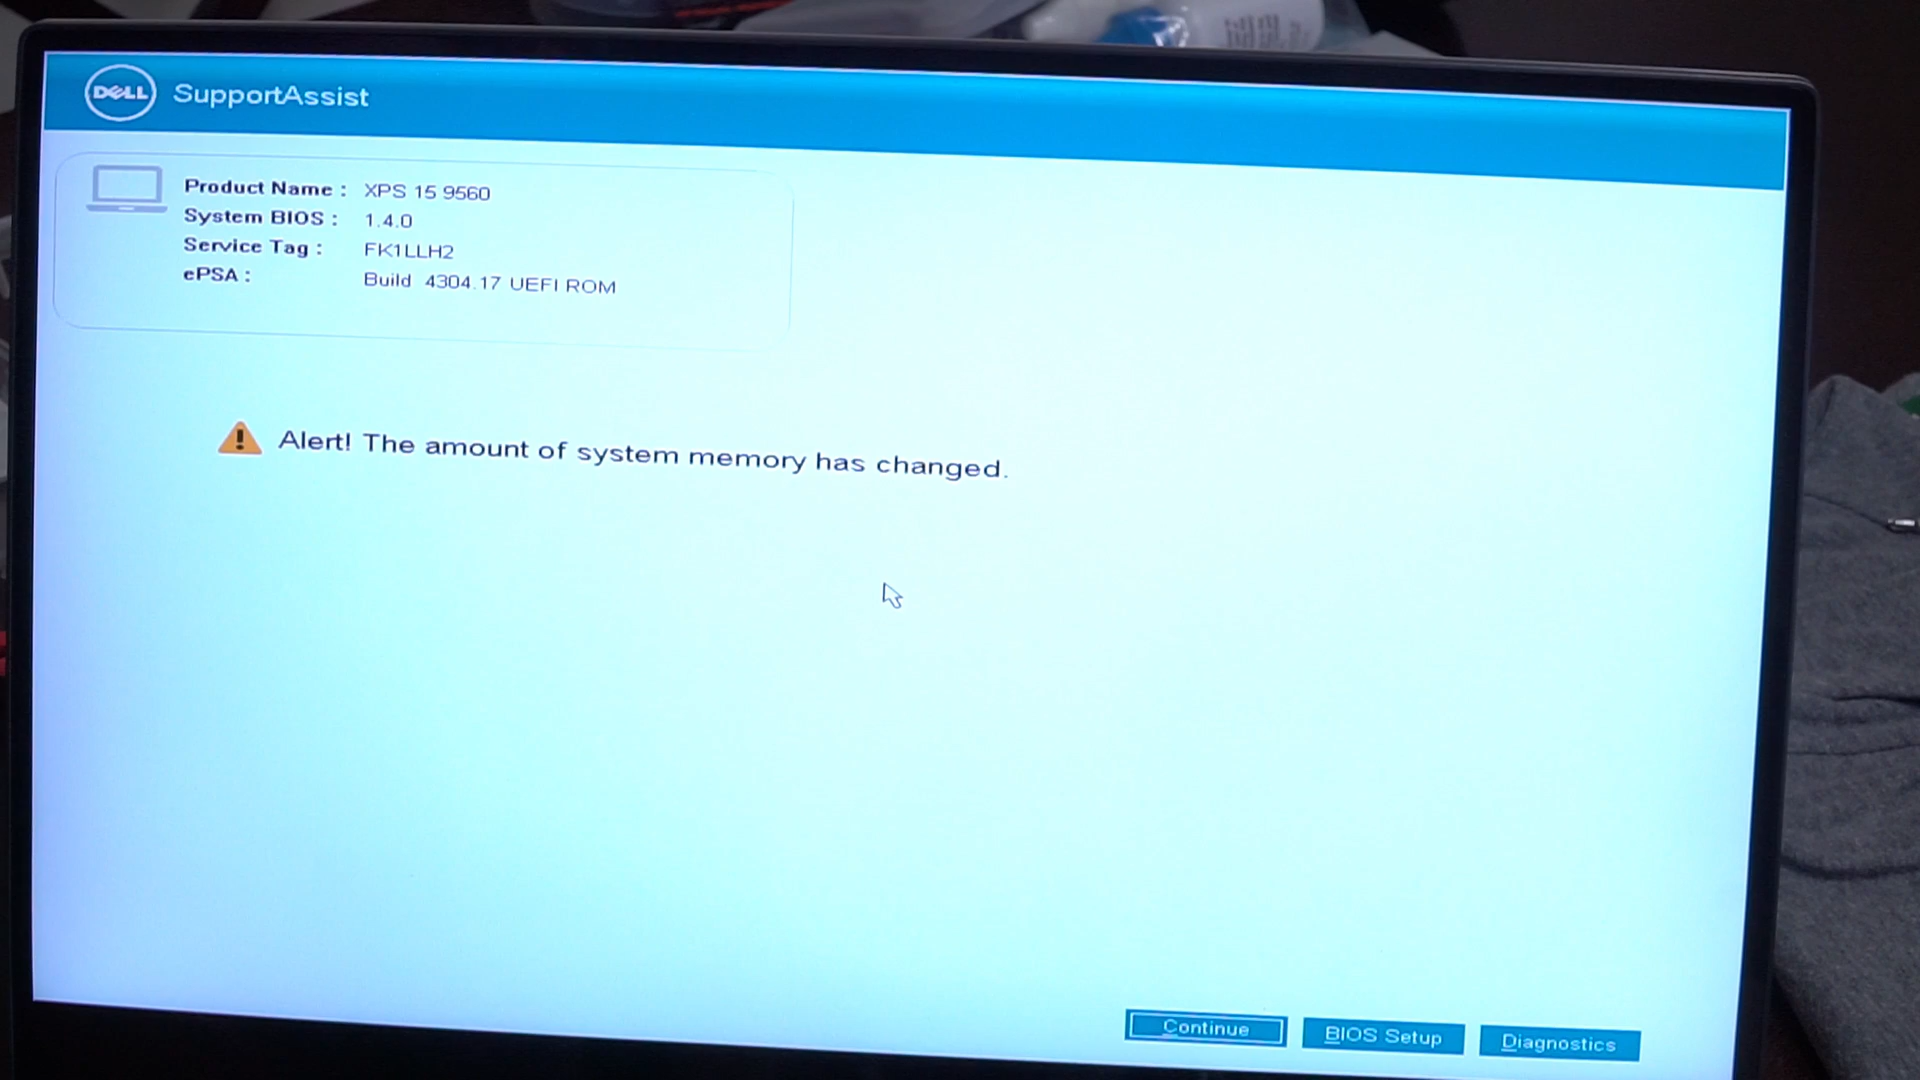 DELL SupportAssist
Product Name : XPS 15 9560
System BIOS : 1.4.0
Service Tag : FK1LLH2
ePSA : Build 4304.17 UEFI ROM
Alert! The amount of system memory has changed.
Continue BIOS Setup Diagnostics